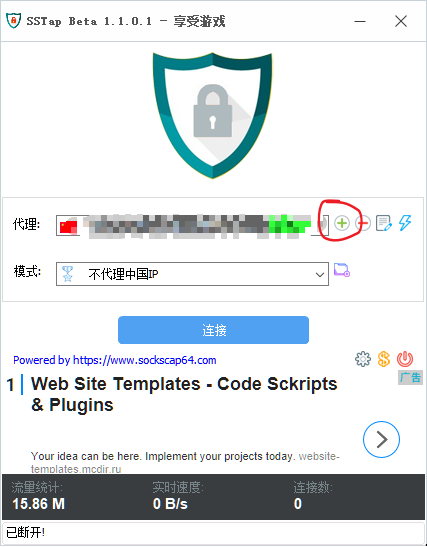 SSTap Beta 1.1.0.1 - 享受游戏
代理:
模式: 不代理中国IP
连接
Powered by https://www.sockscap64.com
广告
1 Web Site Templates - Code Sckripts
& Plugins
Your idea can be here. Implement your projects today. website-
templates.mcdir.ru
流量统计: 实时速度: 连接数:
15.86 M 0 B/s 0
已断开!